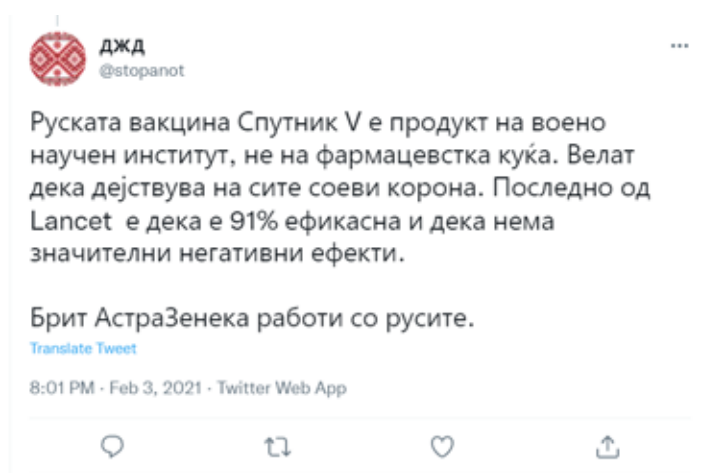 джд
@stopanot
Руската вакцина Спутник V е продукт на воено
научен институт, не на фармацевстка куќа. Велат
дека дејствува на сите соеви корона. Последно од
Lancet е дека е 91% ефикасна и дека нема
значителни негативни ефекти.
Брит АстраЗенека работи со русите.
Translate Tweet
8:01 PM · Feb 3, 2021 · Twitter Web App